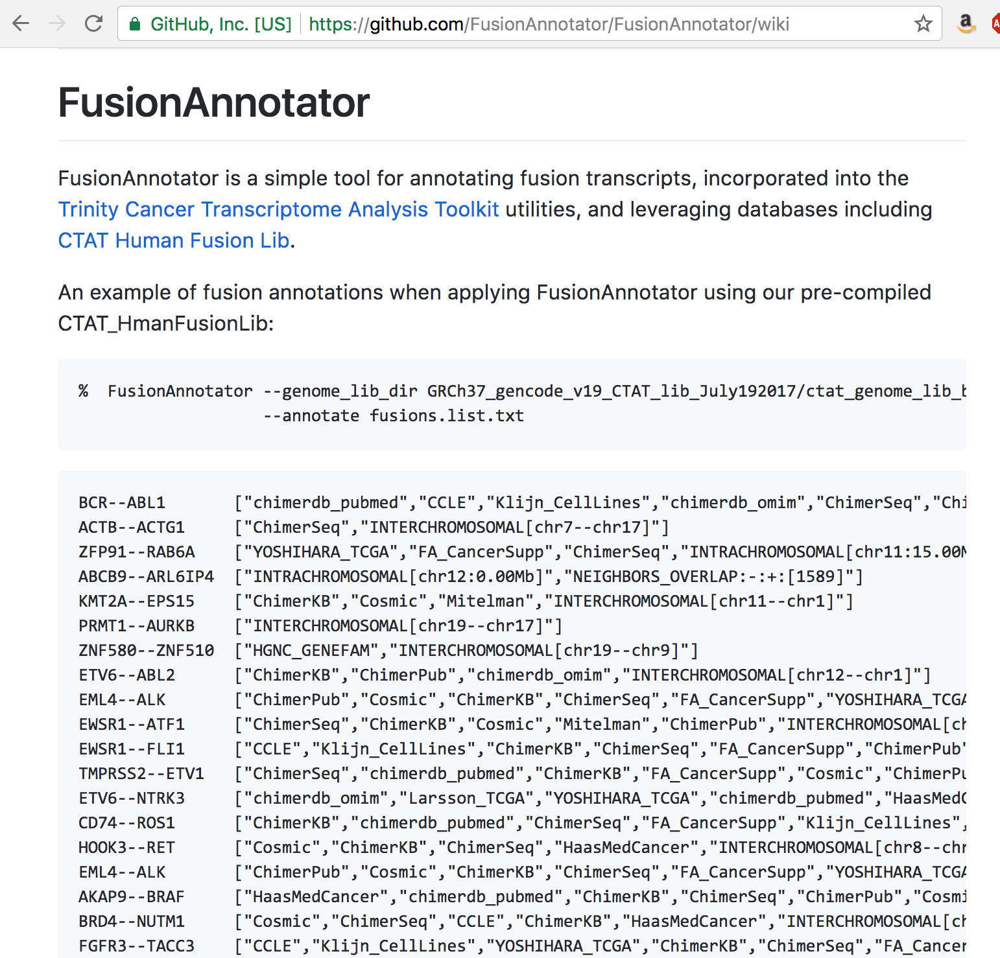 GitHub, Inc. [US] https://github.com/FusionAnnotator/FusionAnnotator/wiki
FusionAnnotator
FusionAnnotator is a simple tool for annotating fusion transcripts, incorporated into the
Trinity Cancer Transcriptome Analysis Toolkit utilities, and leveraging databases including
CTAT Human Fusion Lib.
An example of fusion annotations when applying FusionAnnotator using our pre-compiled
CTAT_HmanFusionLib:
% FusionAnnotator --genome_lib_dir GRCh37_gencode_v19_CTAT_lib_July192017/ctat_genome_lib_b
--annotate fusions.list.txt
BCR--ABL1 ["chimerdb_pubmed","CCLE","Klijn_CellLines","chimerdb_omim","ChimerSeq","Chi
ACTB--ACTG1 ["ChimerSeq","INTERCHROMOSOMAL[chr7--chr17]"]
ZFP91--RAB6A ["YOSHIHARA_TCGA","FA_CancerSupp","ChimerSeq","INTRACHROMOSOMAL[chr11:15.00M
ABCB9--ARL6IP4 ["INTRACHROMOSOMAL[chr12:0.00Mb]","NEIGHBORS_OVERLAP:-:+:[1589]"]
KMT2A--EPS15 ["ChimerKB","Cosmic","Mitelman","INTERCHROMOSOMAL[chr11--chr1]"]
PRMT1--AURKB ["INTERCHROMOSOMAL[chr19--chr17]"]
ZNF580--ZNF510 ["HGNC_GENEFAM","INTERCHROMOSOMAL[chr19--chr9]"]
ETV6--ABL2 ["ChimerKB","ChimerPub","chimerdb_omim","INTERCHROMOSOMAL[chr12--chr1]"]
EML4--ALK ["ChimerPub","Cosmic","ChimerKB","ChimerSeq","FA_CancerSupp","YOSHIHARA_TCGA
EWSR1--ATF1 ["ChimerSeq","ChimerKB","Cosmic","Mitelman","ChimerPub","INTERCHROMOSOMAL[ch
EWSR1--FLI1 ["CCLE","Klijn_CellLines","ChimerKB","ChimerSeq","FA_CancerSupp","ChimerPub"
TMPRSS2--ETV1 ["ChimerSeq","chimerdb_pubmed","ChimerKB","FA_CancerSupp","Cosmic","ChimerPu
ETV6--NTRK3 ["chimerdb_omim","Larsson_TCGA","YOSHIHARA_TCGA","chimerdb_pubmed","HaasMedC
CD74--ROS1 ["ChimerKB","chimerdb_pubmed","ChimerSeq","FA_CancerSupp","Klijn_CellLines",
HOOK3--RET ["Cosmic","ChimerKB","ChimerSeq","HaasMedCancer","INTERCHROMOSOMAL[chr8--chr
EML4--ALK ["ChimerPub","Cosmic","ChimerKB","ChimerSeq","FA_CancerSupp","YOSHIHARA_TCGA
AKAP9--BRAF ["HaasMedCancer","chimerdb_pubmed","ChimerKB","ChimerSeq","ChimerPub","Cosmi
BRD4--NUTM1 ["Cosmic","ChimerSeq","CCLE","ChimerKB","HaasMedCancer","INTERCHROMOSOMAL[ch
FGFR3--TACC3 ["CCLE","Klijn_CellLines","YOSHIHARA_TCGA","ChimerKB","ChimerSeq","FA_Cancer